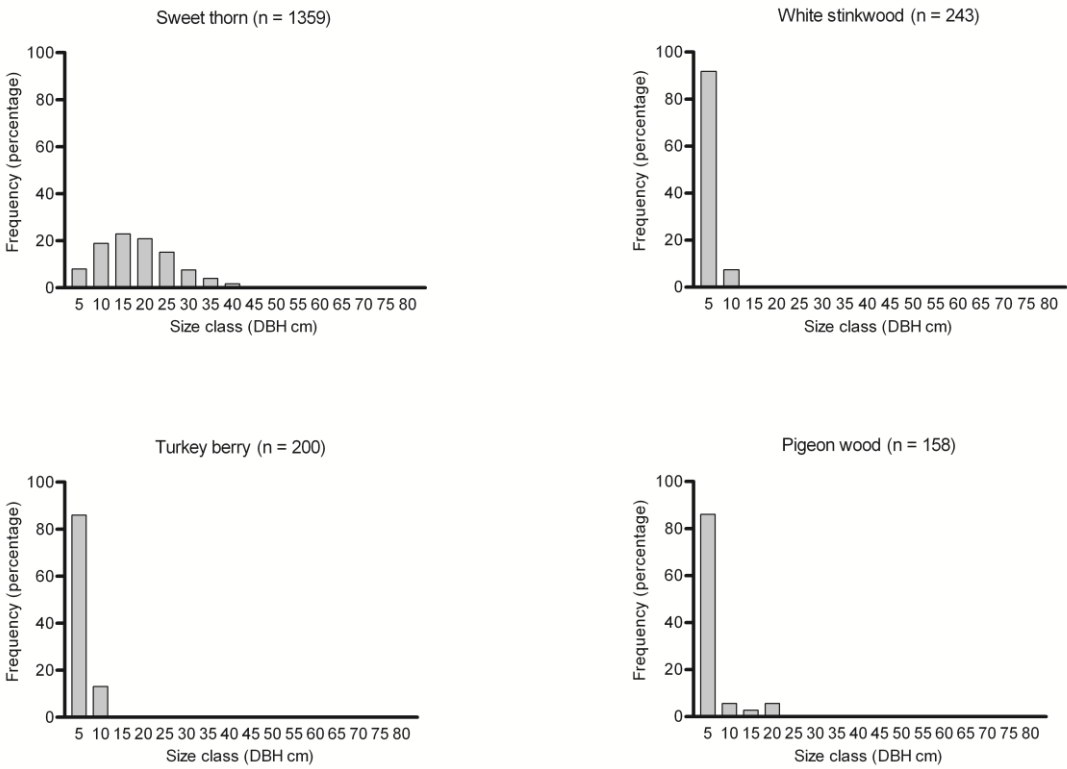 Sweet thorn (n = 1359)
Frequency (percentage)
100
80
60
40
20
0
5 10 15 20 25 30 35 40 45 50 55 60 65 70 75 80
Size class (DBH cm)
White stinkwood (n = 243)
Frequency (percentage)
100
80
60
40
20
0
5 10 15 20 25 30 35 40 45 50 55 60 65 70 75 80
Size class (DBH cm)
Turkey berry (n = 200)
Frequency (percentage)
100
80
60
40
20
0
5 10 15 20 25 30 35 40 45 50 55 60 65 70 75 80
Size class (DBH cm)
Pigeon wood (n = 158)
Frequency (percentage)
100
80
60
40
20
0
5 10 15 20 25 30 35 40 45 50 55 60 65 70 75 80
Size class (DBH cm)